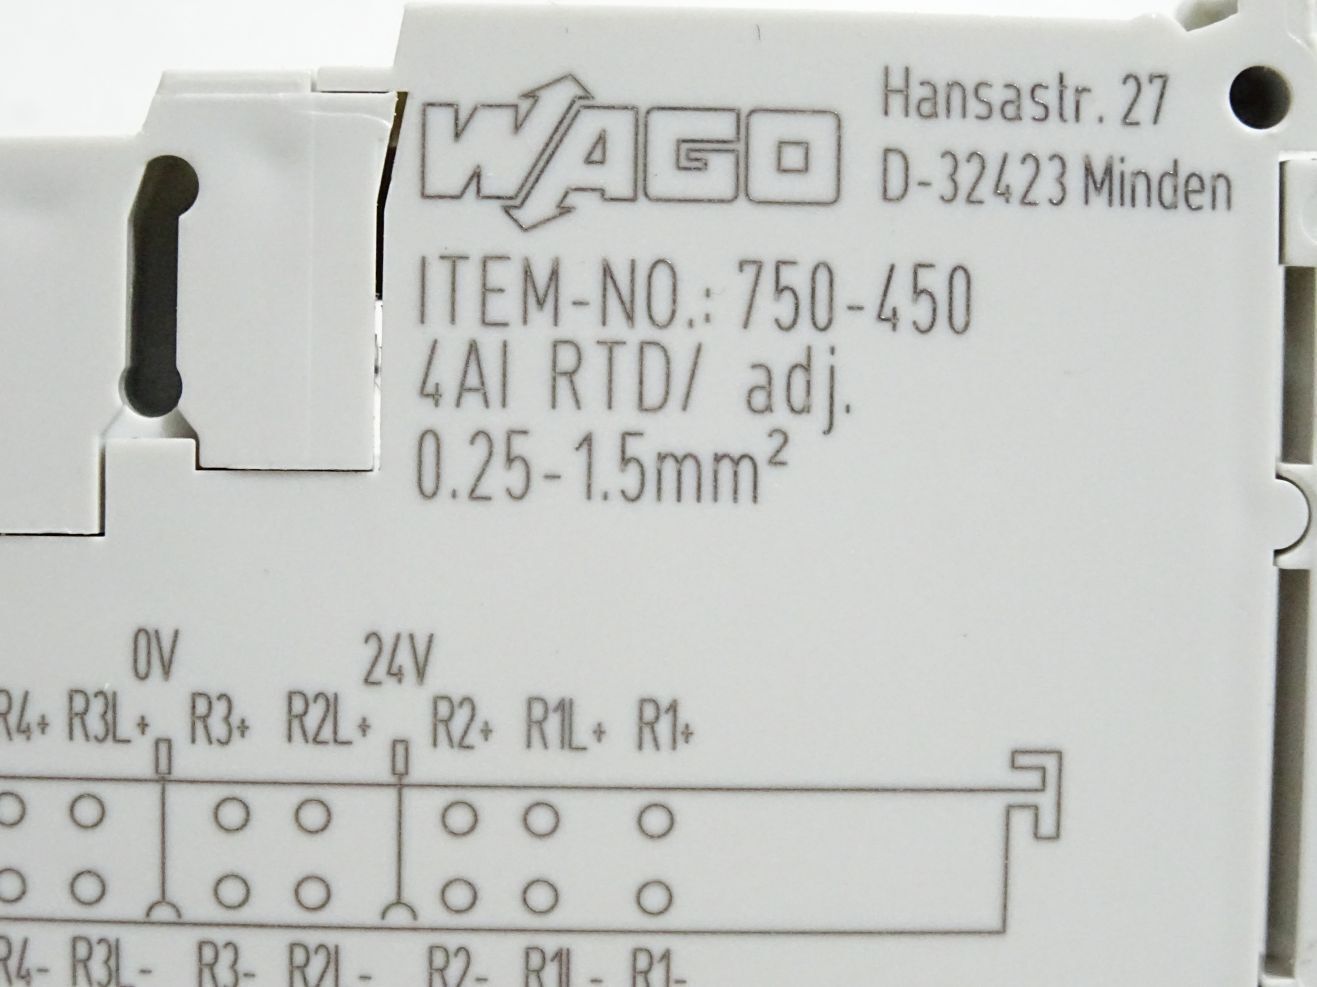 WAGO
Hansastr. 27
D-32423 Minden
ITEM-NO.: 750-450
4AI RTD/ adj.
0.25-1.5mm²
0V 24V
R4+ R3L+ R3+ R2L+ R2+ R1L+ R1+
R4- R3L- R3- R2L- R2- R1L- R1-